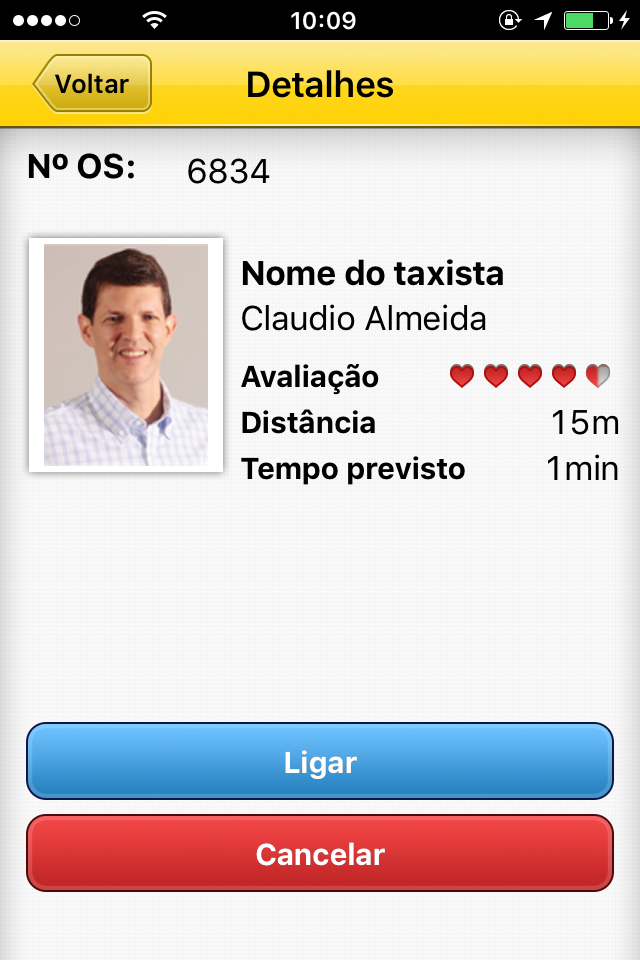 10:09
Voltar
Detalhes
Nº OS: 6834
Nome do taxista
Claudio Almeida
Avaliação
Distância 15m
Tempo previsto 1min
Ligar
Cancelar